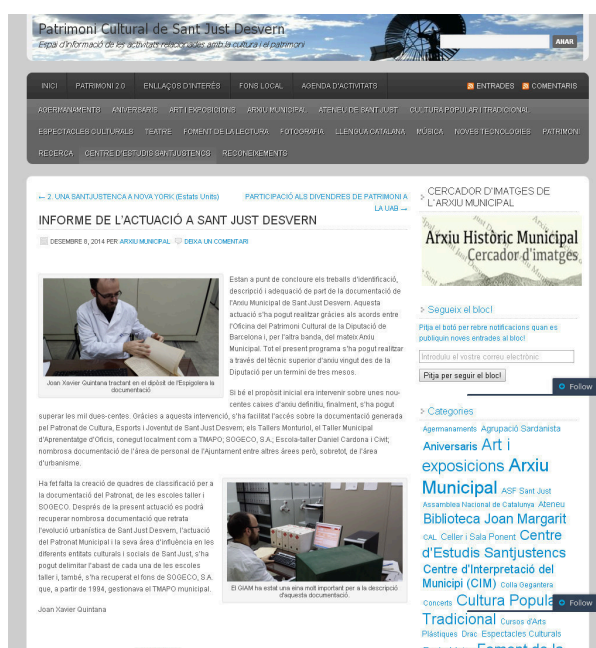 Patrimoni Cultural de Sant Just Desvern
Espai d'informació de les activitats relacionades amb la cultura i el patrimoni
ANAR
INICI PATRIMONI 2.0 ENLLAÇOS D'INTERÈS FONS LOCAL AGENDA D'ACTIVITATS ENTRADES COMENTARIS
AGERMANAMENTS ANIVERSARIS ART I EXPOSICIONS ARXIU MUNICIPAL ATENEU DE SANT JUST CULTURA POPULAR I TRADICIONAL
ESPECTACLES CULTURALS TEATRE FOMENT DE LA LECTURA FOTOGRAFIA LLENGUA CATALANA MÚSICA NOVES TECNOLOGIES PATRIMONI
RECERCA CENTRE D'ESTUDIS SANTJUSTENCS RECONEIXEMENTS
← 2. UNA SANTJUSTENCA A NOVA YORK (Estats Units)
PARTICIPACIÓ ALS DIVENDRES DE PATRIMONI A
LA UAB →
INFORME DE L'ACTUACIÓ A SANT JUST DESVERN
DESEMBRE 8, 2014 PER ARXIU MUNICIPAL DEIXA UN COMENTARI
Joan Xavier Quintana tractant en el dipòsit de l'Espigolera la
documentació
Estan a punt de concloure els treballs d'identificació,
descripció i adequació de part de la documentació de
l'Arxiu Municipal de Sant Just Desvern. Aquesta
actuació s'ha pogut realitzar gràcies als acords entre
l'Oficina del Patrimoni Cultural de la Diputació de
Barcelona i, per l'altra banda, del mateix Arxiu
Municipal. Tot el present programa s'ha pogut realitzar
a través del tècnic superior d'arxiu vingut des de la
Diputació per un termini de tres mesos.
Si bé el propòsit inicial era intervenir sobre unes nou-
centes caixes d'arxiu definitiu, finalment, s'ha pogut
superar les mil dues-centes. Gràcies a aquesta intervenció, s'ha facilitat l'accés sobre la documentació generada
pel Patronat de Cultura, Esports i Joventut de Sant Just Desvern; els Tallers Monturiol, el Taller Municipal
d'Aprenentatge d'Oficis, conegut localment com a TMAPO; SOGECO, S.A.; Escola-taller Daniel Cardona i Civit;
nombrosa documentació de l'àrea de personal de l'Ajuntament entre altres àrees però, sobretot, de l'àrea
d'urbanisme.
Ha fet falta la creació de quadres de classificació per a
la documentació del Patronat, de les escoles taller i
SOGECO. Després de la present actuació es podrà
recuperar nombrosa documentació que retrata
l'evolució urbanística de Sant Just Desvern, l'actuació
del Patronat Municipal i la seva àrea d'influència en les
diferents entitats culturals i socials de Sant Just, s'ha
pogut delimitar l'abast de cada una de les escoles
taller i, també, s'ha recuperat el fons de SOGECO, S.A.
que, a partir de 1994, gestionava el TMAPO municipal.
El GIAM ha estat una eina molt important per a la descripció
d'aquesta documentació.
Joan Xavier Quintana
CERCADOR D'IMATGES DE
L'ARXIU MUNICIPAL
Arxiu Històric Municipal
Cercador d'imatges
Segueix el bloc!
Pitja el botó per rebre notificacions quan es
publiquin noves entrades al bloc!
Introduïu el vostre correu electrònic
Pitja per seguir el bloc!
Follow
Categories
Agermanaments Agrupació Sardanista
Aniversaris Art i
exposicions Arxiu
Municipal ASF Sant Just
Assamblea Nacional de Catalunya Ateneu
Biblioteca Joan Margarit
CAL Celler i Sala Ponent Centre
d'Estudis Santjustencs
Centre d'Interpretació del
Municipi (CIM) Colla Gegantera
Concerts Cultura Popula
Follow
Tradicional Cursos d'Arts
Plàstiques Drac Espectacles Culturals
Foment de la